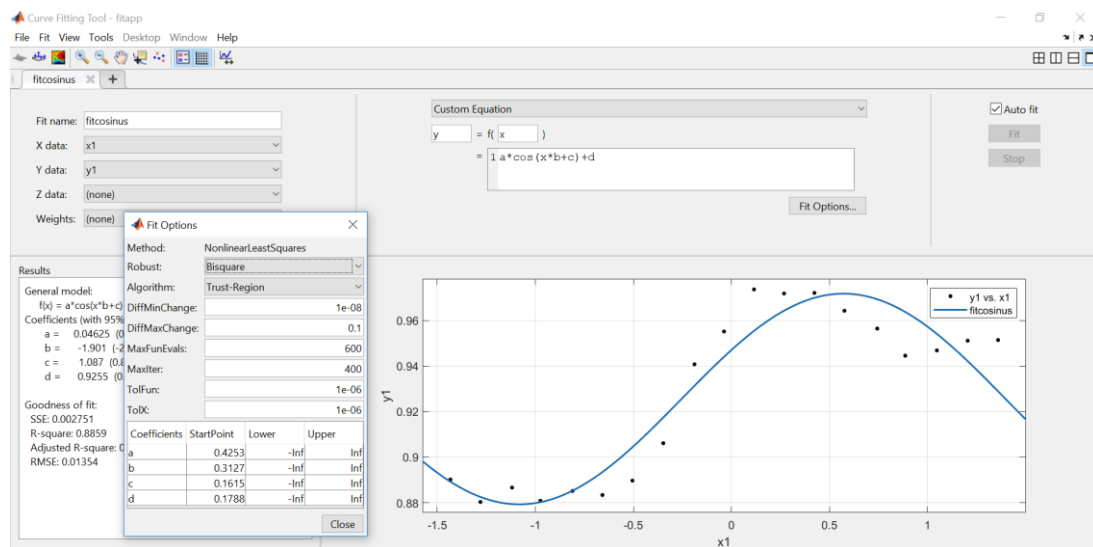 Curve Fitting Tool - fitapp
File Fit View Tools Desktop Window Help
fitcosinus
Fit name: fitcosinus
X data: x1
Y data: y1
Z data: (none)
Weights: (none)
Custom Equation
y = f( x )
= 1 a*cos(x*b+c)+d
Fit Options...
Auto fit
Fit
Stop
Fit Options
Method: NonlinearLeastSquares
Robust: Bisquare
Algorithm: Trust-Region
DiffMinChange: 1e-08
DiffMaxChange: 0.1
MaxFunEvals: 600
MaxIter: 400
TolFun: 1e-06
TolX: 1e-06
Coefficients StartPoint Lower Upper
a 0.4253 -Inf Inf
b 0.3127 -Inf Inf
c 0.1615 -Inf Inf
d 0.1788 -Inf Inf
Close
Results
General model:
f(x) = a*cos(x*b+c)
Coefficients (with 95%
a = 0.04625 (0
b = -1.901 (-2
c = 1.087 (0.8
d = 0.9255 (0.
Goodness of fit:
SSE: 0.002751
R-square: 0.8859
Adjusted R-square: 0
RMSE: 0.01354
y1 vs. x1
fitcosinus
0.96
0.94
0.92
0.9
0.88
y1
-1.5 -1 -0.5 0 0.5 1
x1